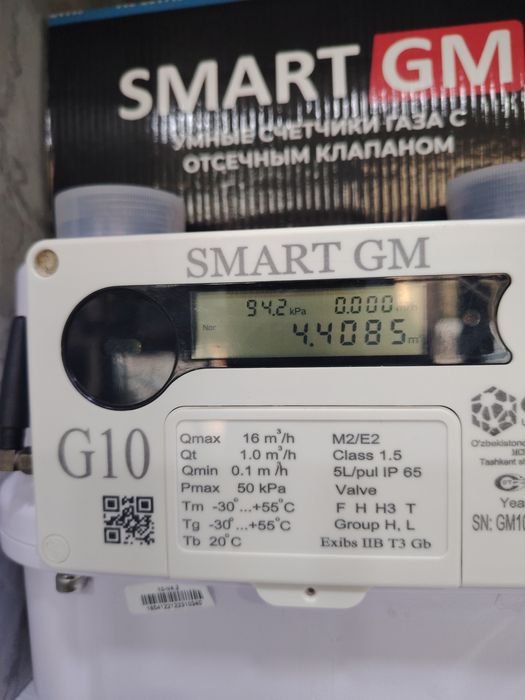 SMART GM
УМНЫЕ СЧЕТЧИКИ ГАЗА С
ОТСЕЧНЫМ КЛАПАНОМ
SMART GM
94.2 kPa 0.000
Nor
4.4085 m³
G10
Qmax 16 m³/h M2/E2
Qt 1.0 m³/h Class 1.5
Qmin 0.1 m³/h 5L/pul IP 65
Pmax 50 kPa Valve
Tm -30°...+55°C F H H3 T
Tg -30°...+55°C Group H, L
Tb 20°C Exibs IIB T3 Gb
O'zbekiston
Tashkent
Yea
SN: GM10